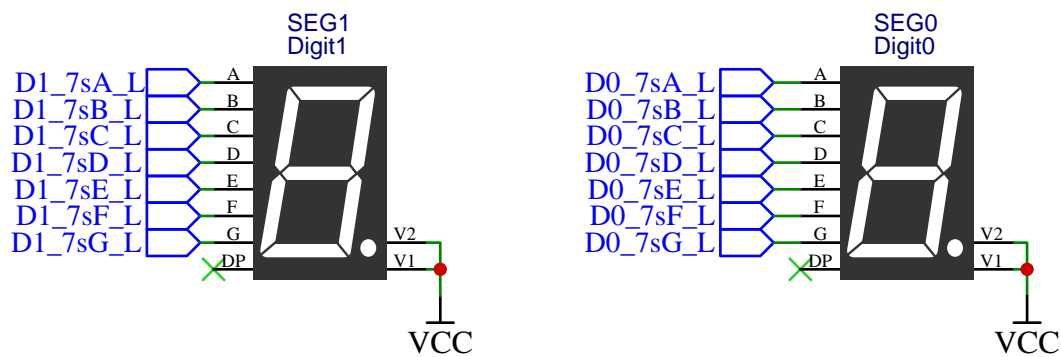 SEG1
Digit1
D1_7sA_L A
D1_7sB_L B
D1_7sC_L C
D1_7sD_L D
D1_7sE_L E
D1_7sF_L F
D1_7sG_L G V2
DP V1
VCC
SEG0
Digit0
D0_7sA_L A
D0_7sB_L B
D0_7sC_L C
D0_7sD_L D
D0_7sE_L E
D0_7sF_L F
D0_7sG_L G V2
DP V1
VCC